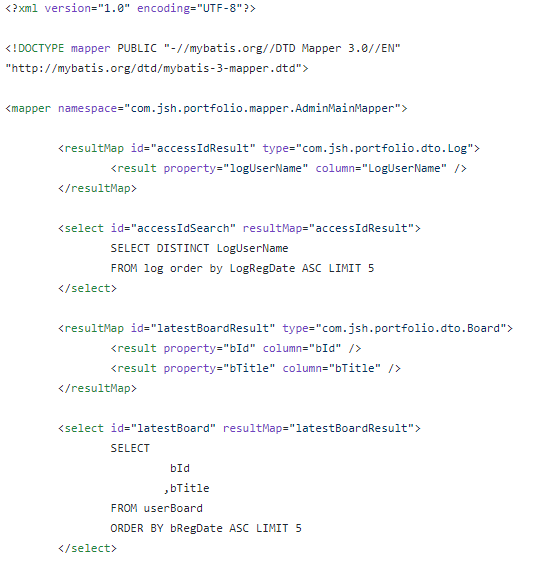 <?xml version="1.0" encoding="UTF-8"?>
<!DOCTYPE mapper PUBLIC "-//mybatis.org//DTD Mapper 3.0//EN"
"http://mybatis.org/dtd/mybatis-3-mapper.dtd">
<mapper namespace="com.jsh.portfolio.mapper.AdminMainMapper">
<resultMap id="accessIdResult" type="com.jsh.portfolio.dto.Log">
<result property="logUserName" column="LogUserName" />
</resultMap>
<select id="accessIdSearch" resultMap="accessIdResult">
SELECT DISTINCT LogUserName
FROM log order by LogRegDate ASC LIMIT 5
</select>
<resultMap id="latestBoardResult" type="com.jsh.portfolio.dto.Board">
<result property="bId" column="bId" />
<result property="bTitle" column="bTitle" />
</resultMap>
<select id="latestBoard" resultMap="latestBoardResult">
SELECT
bId
,bTitle
FROM userBoard
ORDER BY bRegDate ASC LIMIT 5
</select>